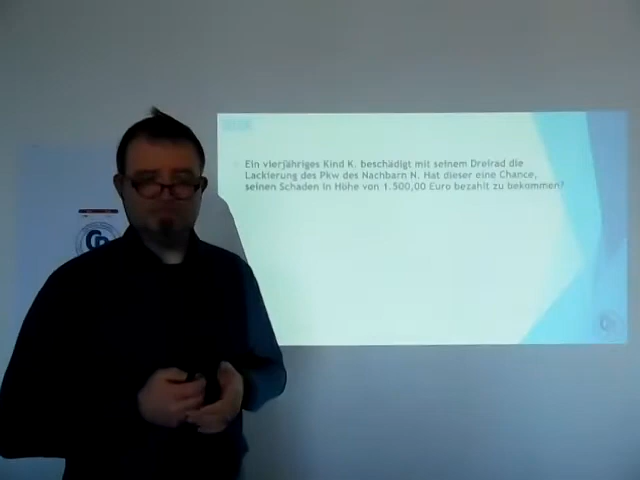 Ein vierjähriges Kind K. beschädigt mit seinem Dreirad die
Lackierung des Pkw des Nachbarn N. Hat dieser eine Chance,
seinen Schaden in Höhe von 1.500,00 Euro bezahlt zu bekommen?